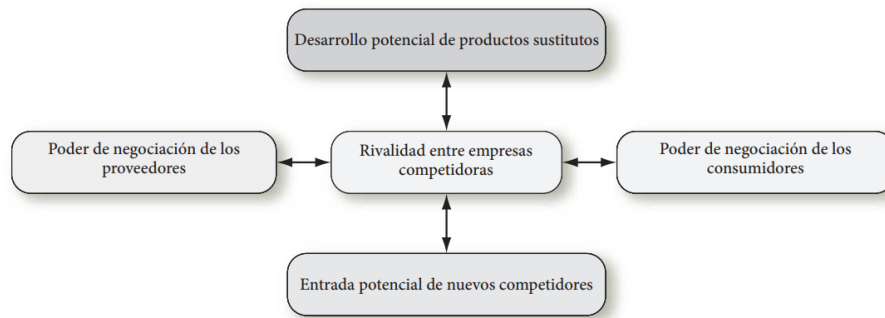 Desarrollo potencial de productos sustitutos
Poder de negociación de los
proveedores
Rivalidad entre empresas
competidoras
Poder de negociación de los
consumidores
Entrada potencial de nuevos competidores